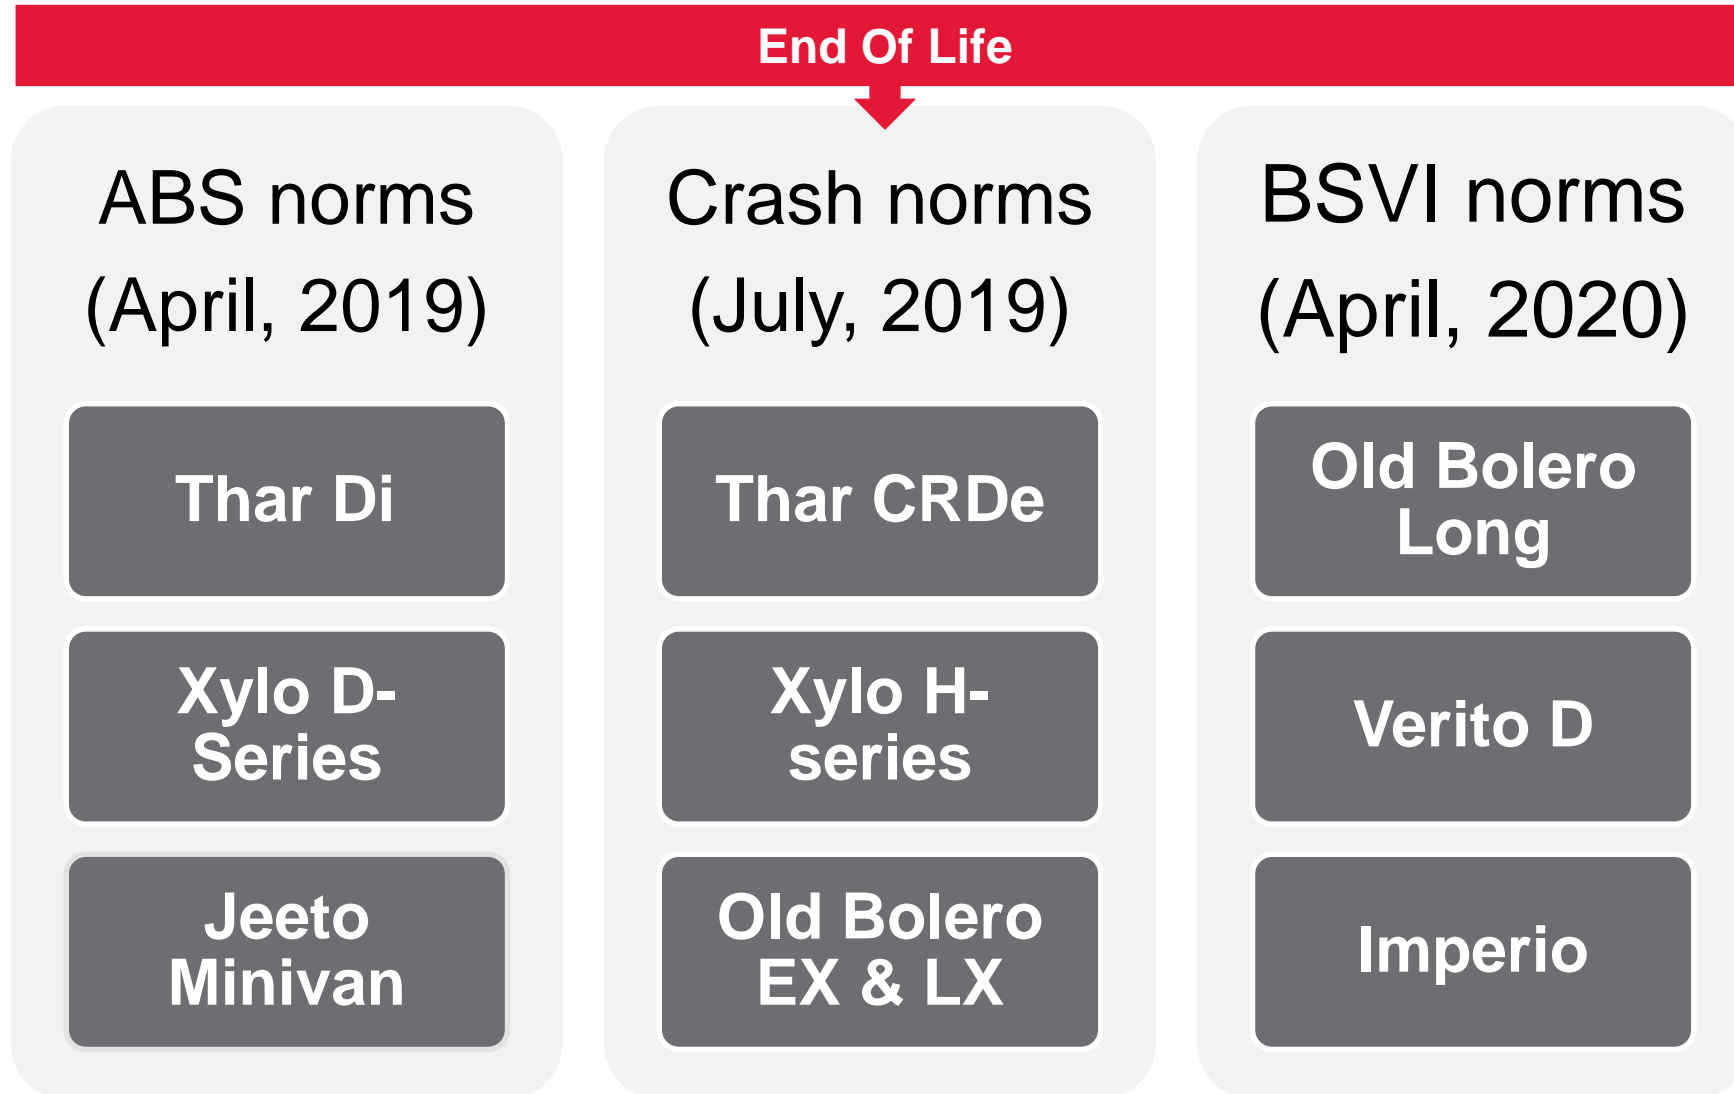 End Of Life
ABS norms
(April, 2019)
Thar Di
Xylo D-
Series
Jeeto
Minivan
Crash norms
(July, 2019)
Thar CRDe
Xylo H-
series
Old Bolero
EX & LX
BSVI norms
(April, 2020)
Old Bolero
Long
Verito D
Imperio